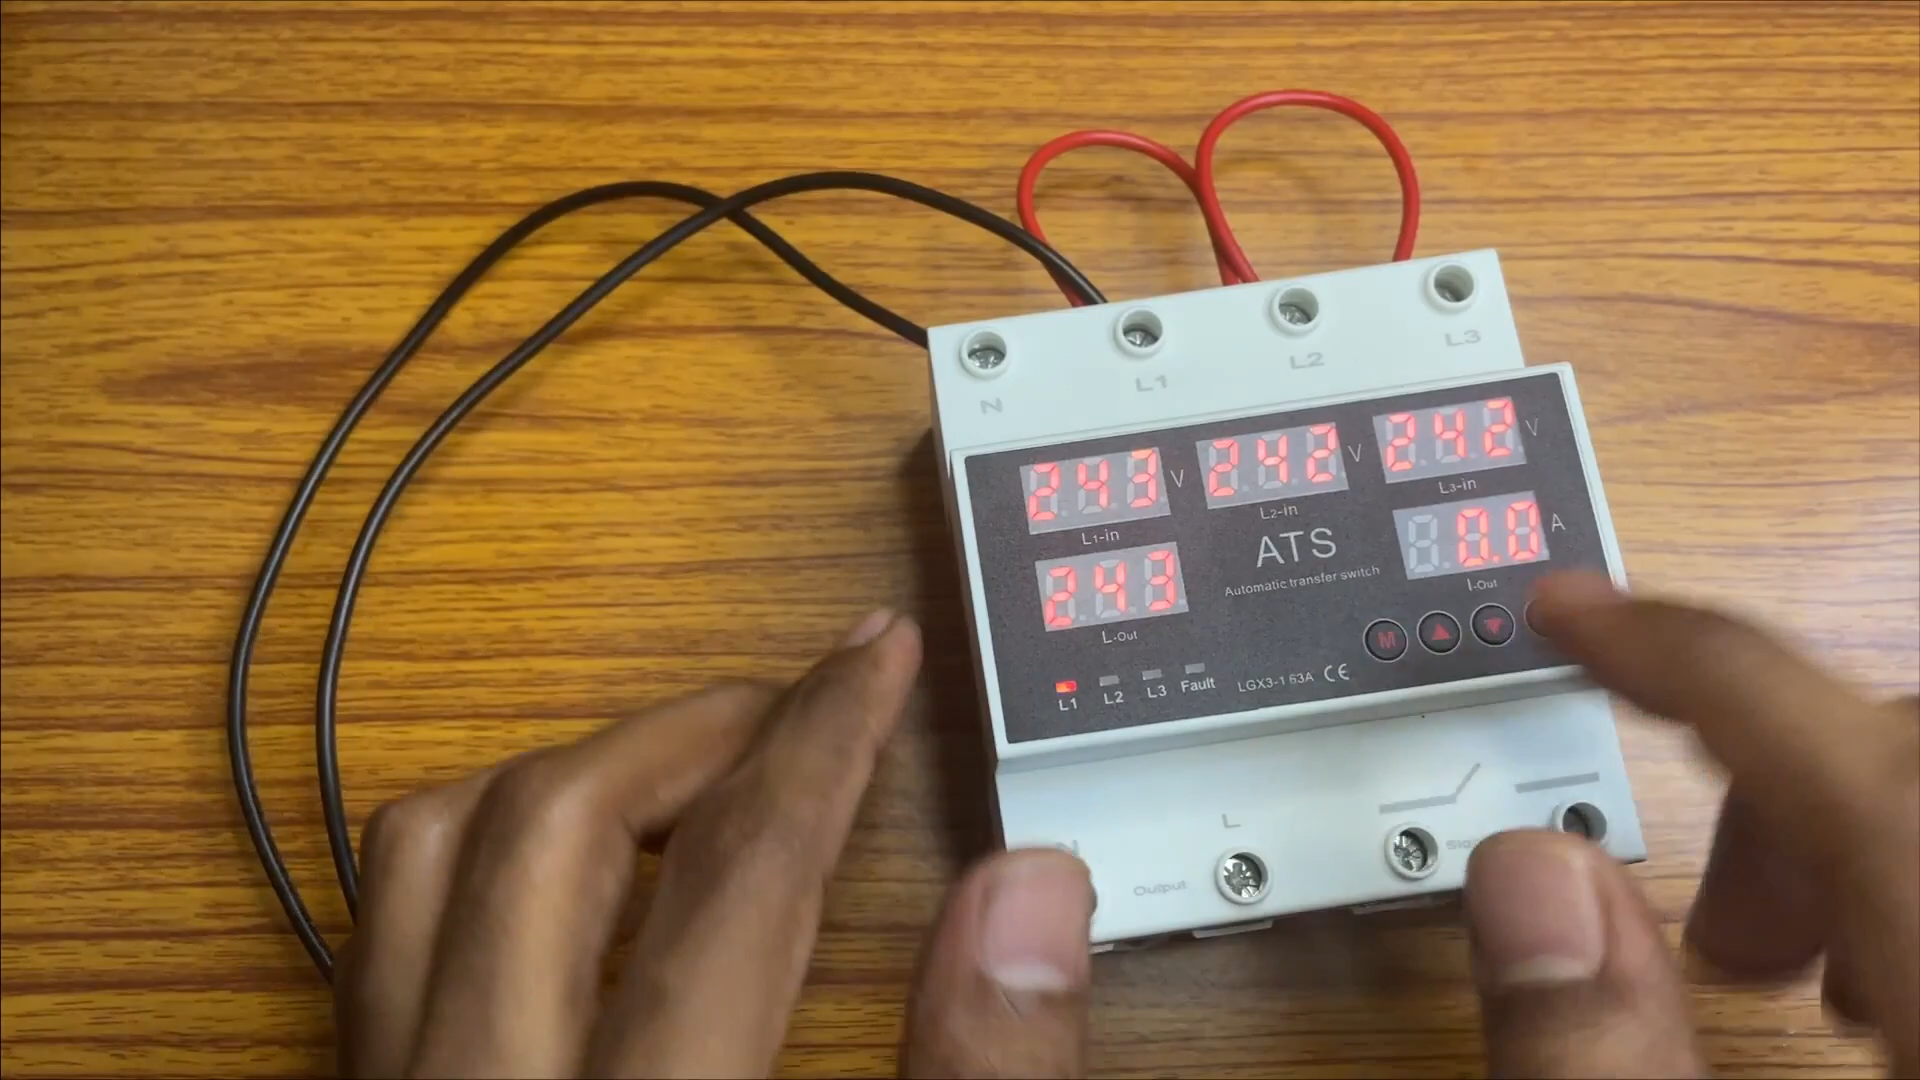 N L1 L2 L3
243 V 242 V 242 V
L1-in L2-in L3-in
243 ATS 0.0 A
Automatic transfer switch
L-Out I-Out
M
L1 L2 L3 Fault LGX3-1 63A CE
N L
Output